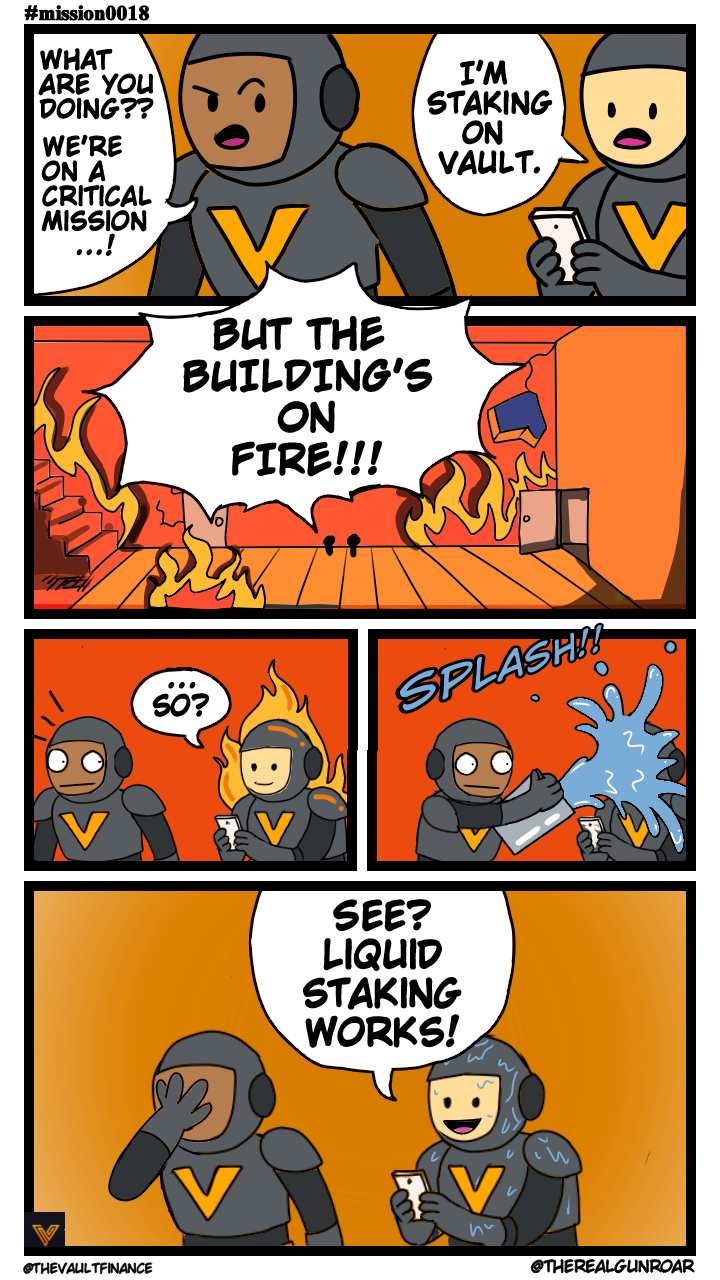 #mission0018
WHAT
ARE YOU
DOING??
WE'RE
ON A
CRITICAL
MISSION
...!
I'M
STAKING
ON
VAULT.
BUT THE
BUILDING'S
ON
FIRE!!!
...
SO?
SPLASH!!
SEE?
LIQUID
STAKING
WORKS!
@THEVAULTFINANCE
@THEREALGUNROAR